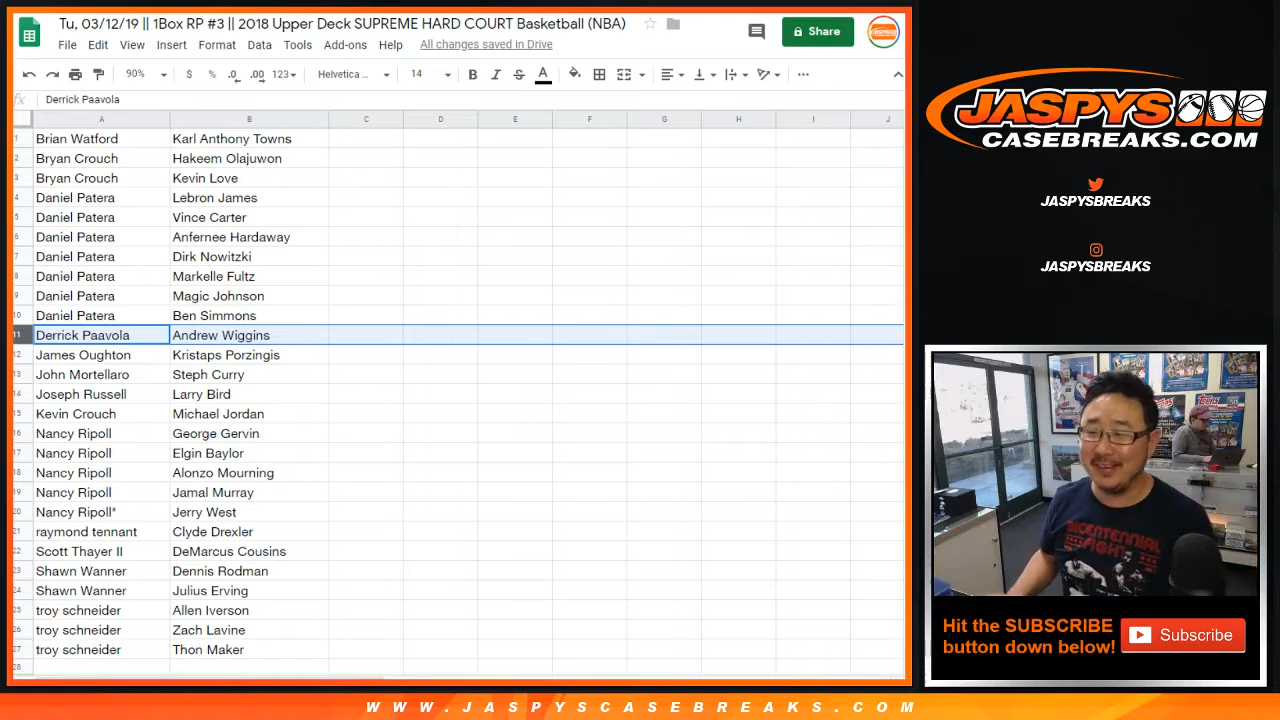 Tu, 03/12/19 || 1Box RP #3 || 2018 Upper Deck SUPREME HARD COURT Basketball (NBA)
File Edit View Insert Format Data Tools Add-ons Help All changes saved in Drive
Share
90% $ % .0 .00 123 Helvetica ... 14 B I S A
fx Derrick Paavola
A B C D E F G H I J
1 Brian Watford Karl Anthony Towns
2 Bryan Crouch Hakeem Olajuwon
3 Bryan Crouch Kevin Love
4 Daniel Patera Lebron James
5 Daniel Patera Vince Carter
6 Daniel Patera Anfernee Hardaway
7 Daniel Patera Dirk Nowitzki
8 Daniel Patera Markelle Fultz
9 Daniel Patera Magic Johnson
10 Daniel Patera Ben Simmons
11 Derrick Paavola Andrew Wiggins
12 James Oughton Kristaps Porzingis
13 John Mortellaro Steph Curry
14 Joseph Russell Larry Bird
15 Kevin Crouch Michael Jordan
16 Nancy Ripoll George Gervin
17 Nancy Ripoll Elgin Baylor
18 Nancy Ripoll Alonzo Mourning
19 Nancy Ripoll Jamal Murray
20 Nancy Ripoll* Jerry West
21 raymond tennant Clyde Drexler
22 Scott Thayer II DeMarcus Cousins
23 Shawn Wanner Dennis Rodman
24 Shawn Wanner Julius Erving
25 troy schneider Allen Iverson
26 troy schneider Zach Lavine
27 troy schneider Thon Maker
28
JASPYS
CASEBREAKS.COM
JASPYSBREAKS
JASPYSBREAKS
Topps
BICENTENNIAL
FIGHT
Hit the SUBSCRIBE
button down below!
Subscribe
WWW.JASPYSCASEBREAKS.COM